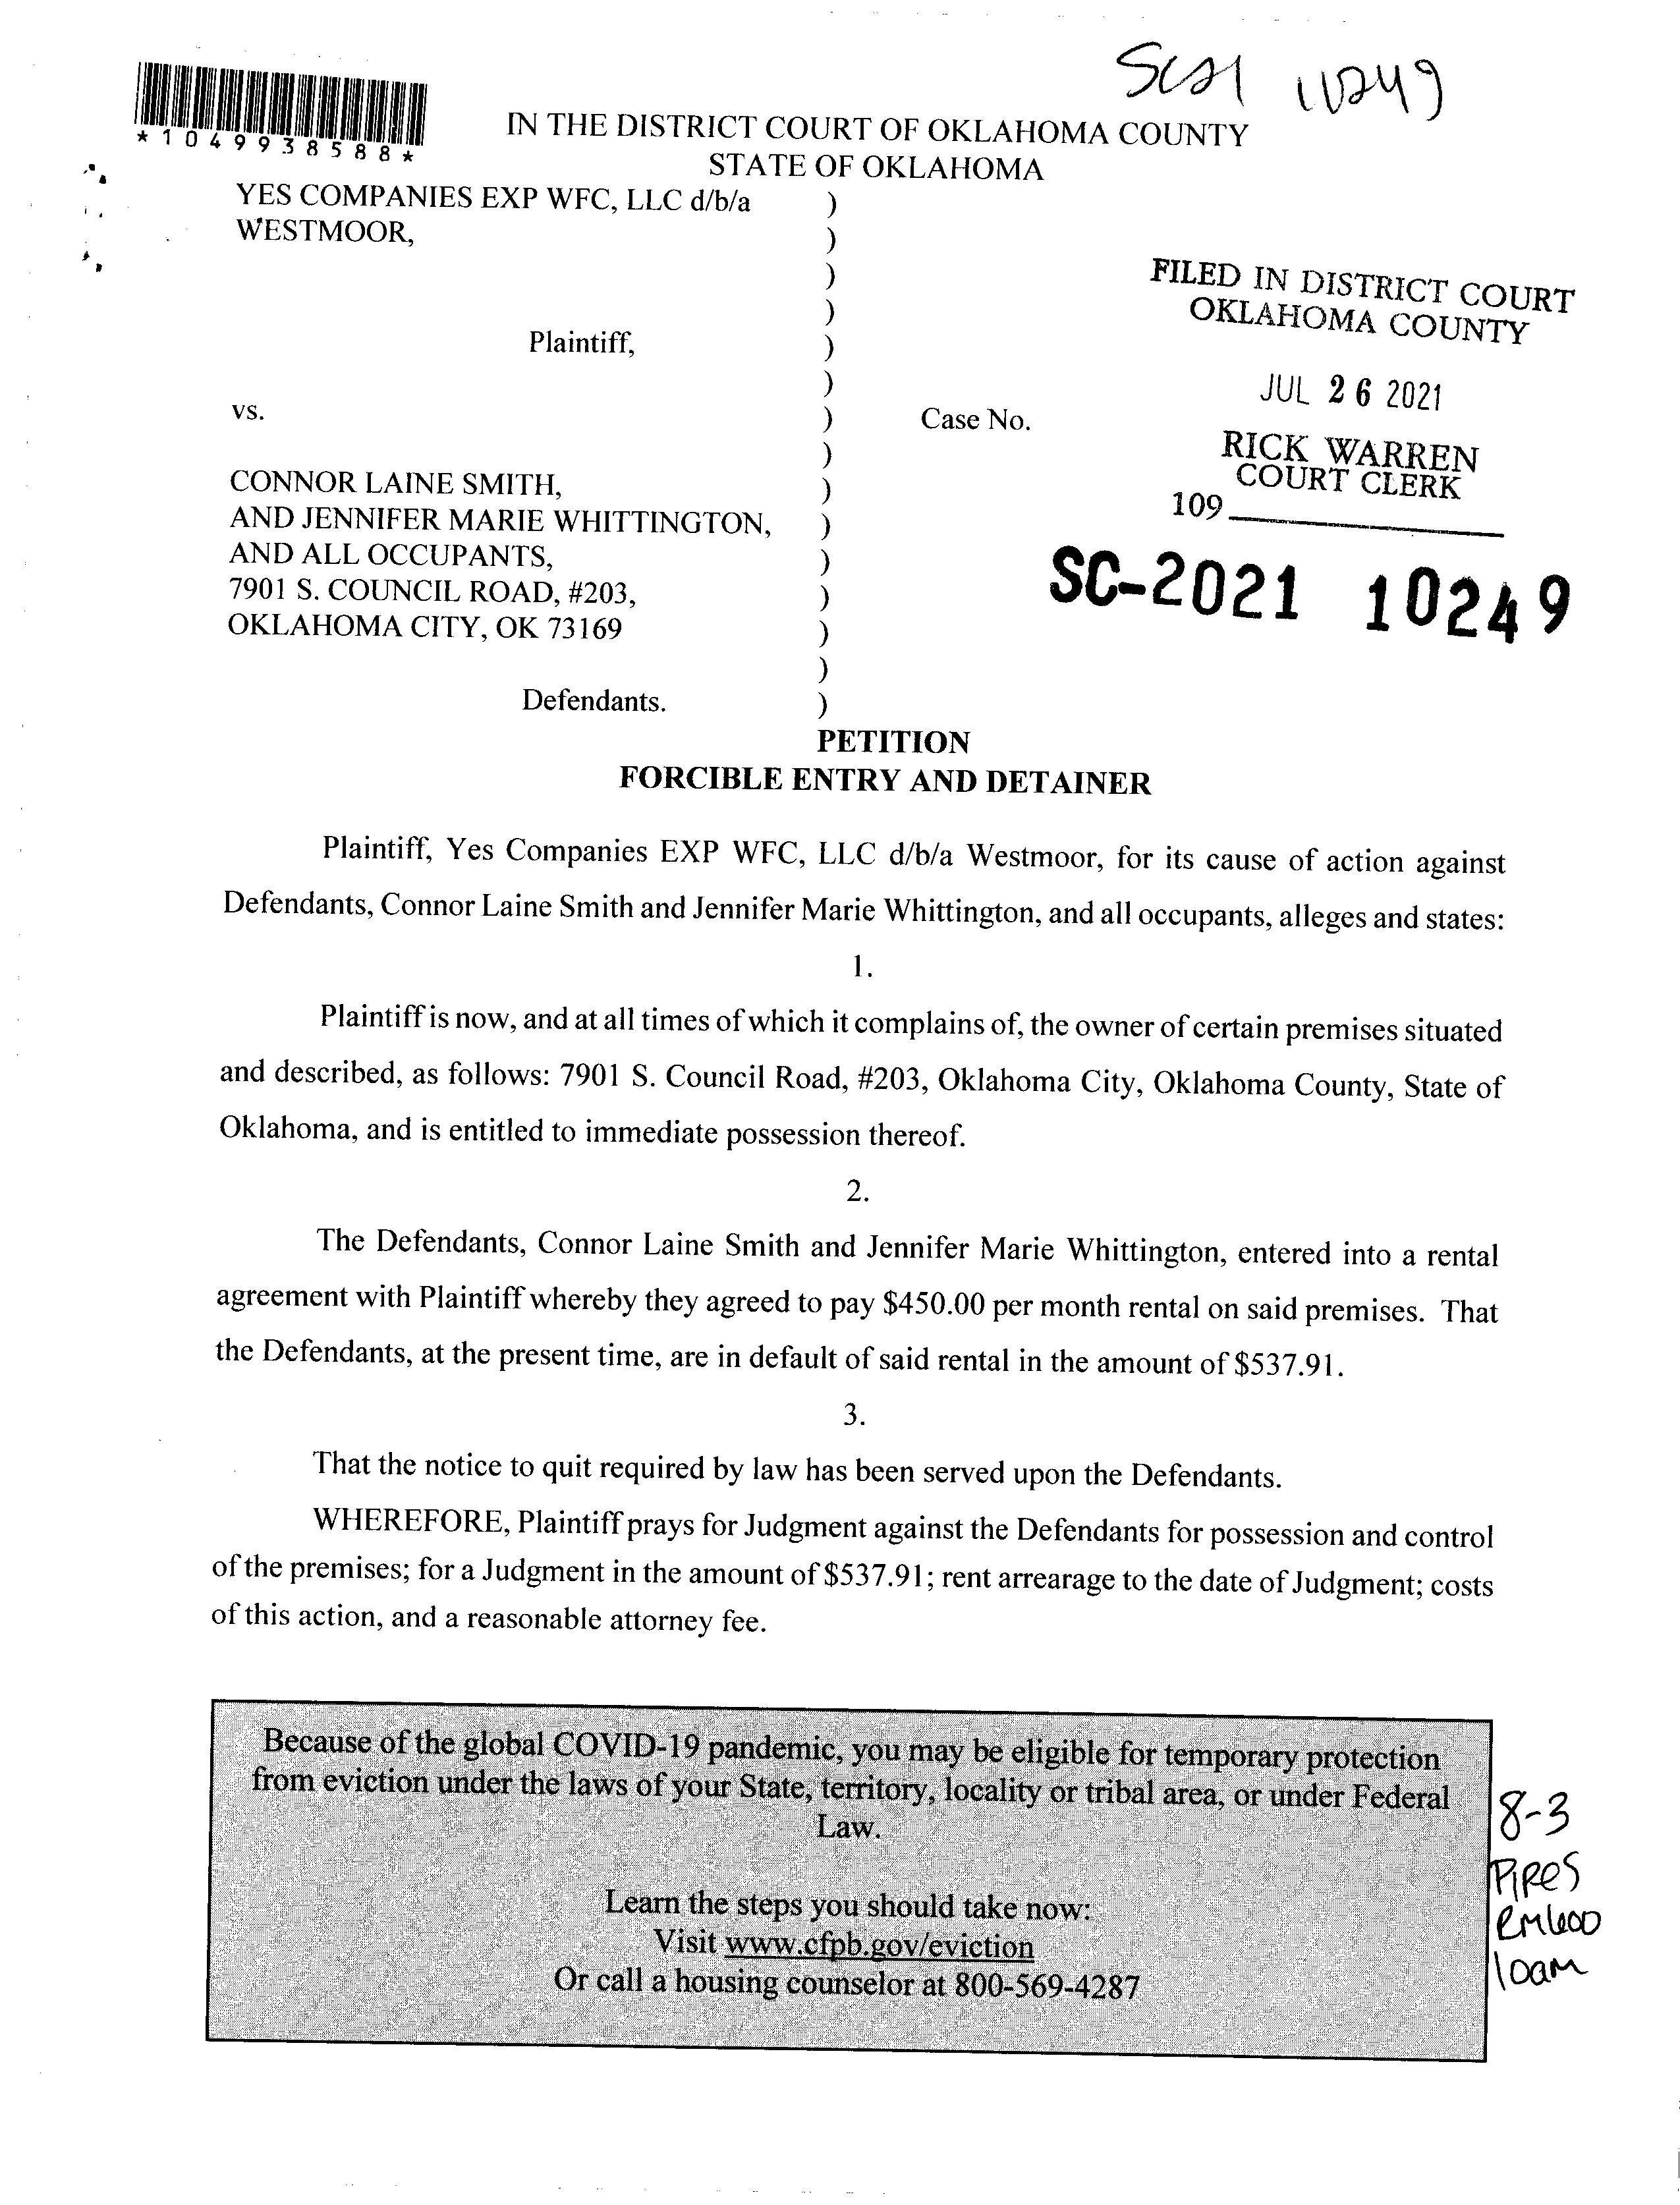 SC21 10249
*1049938588*
IN THE DISTRICT COURT OF OKLAHOMA COUNTY
STATE OF OKLAHOMA
YES COMPANIES EXP WFC, LLC d/b/a )
WESTMOOR, )
)
)
Plaintiff, )
)
vs. ) Case No.
)
CONNOR LAINE SMITH, )
AND JENNIFER MARIE WHITTINGTON, )
AND ALL OCCUPANTS, )
7901 S. COUNCIL ROAD, #203, )
OKLAHOMA CITY, OK 73169 )
)
Defendants. )
FILED IN DISTRICT COURT
OKLAHOMA COUNTY
JUL 26 2021
RICK WARREN
COURT CLERK
109
SC-2021 10249
PETITION
FORCIBLE ENTRY AND DETAINER
Plaintiff, Yes Companies EXP WFC, LLC d/b/a Westmoor, for its cause of action against
Defendants, Connor Laine Smith and Jennifer Marie Whittington, and all occupants, alleges and states:
1.
Plaintiff is now, and at all times of which it complains of, the owner of certain premises situated
and described, as follows: 7901 S. Council Road, #203, Oklahoma City, Oklahoma County, State of
Oklahoma, and is entitled to immediate possession thereof.
2.
The Defendants, Connor Laine Smith and Jennifer Marie Whittington, entered into a rental
agreement with Plaintiff whereby they agreed to pay $450.00 per month rental on said premises. That
the Defendants, at the present time, are in default of said rental in the amount of $537.91.
3.
That the notice to quit required by law has been served upon the Defendants.
WHEREFORE, Plaintiff prays for Judgment against the Defendants for possession and control
of the premises; for a Judgment in the amount of $537.91; rent arrearage to the date of Judgment; costs
of this action, and a reasonable attorney fee.
Because of the global COVID-19 pandemic, you may be eligible for temporary protection
from eviction under the laws of your State, territory, locality or tribal area, or under Federal
Law.
Learn the steps you should take now:
Visit www.cfpb.gov/eviction
Or call a housing counselor at 800-569-4287
8-3
PIRES
RM600
10am